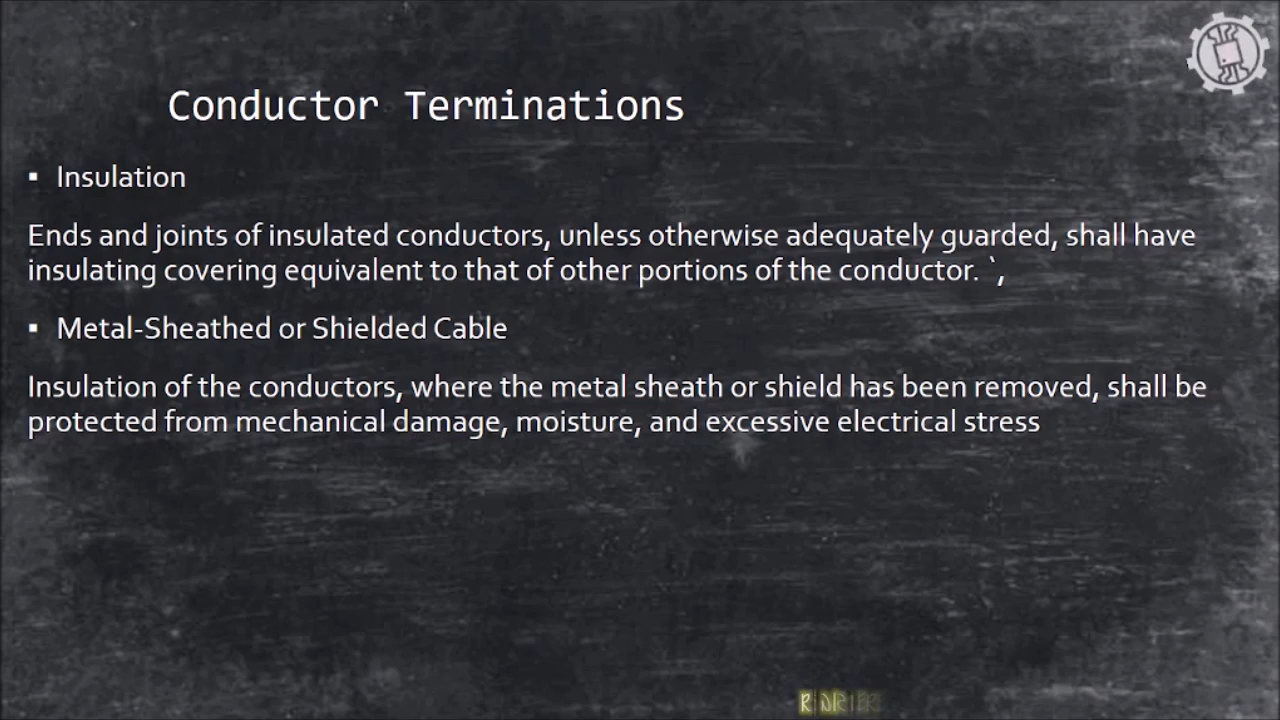 Conductor Terminations
▪ Insulation
Ends and joints of insulated conductors, unless otherwise adequately guarded, shall have
insulating covering equivalent to that of other portions of the conductor. `,
▪ Metal-Sheathed or Shielded Cable
Insulation of the conductors, where the metal sheath or shield has been removed, shall be
protected from mechanical damage, moisture, and excessive electrical stress